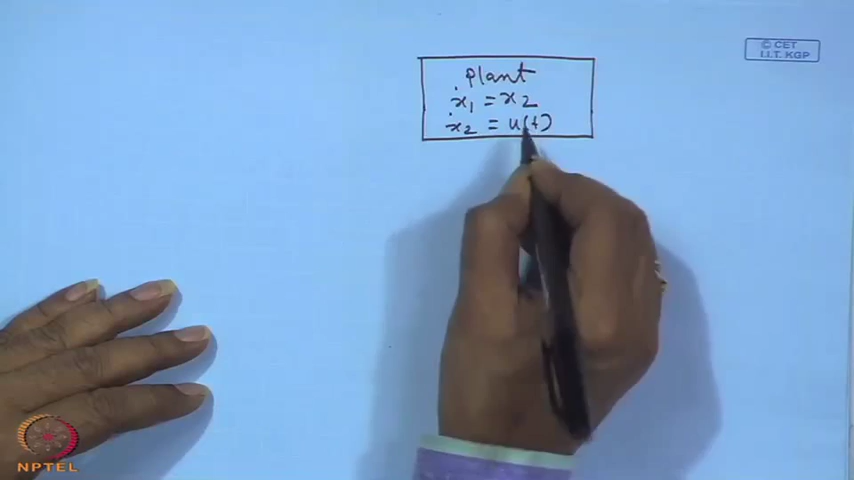 © CET
I.I.T. KGP
Plant
ẋ₁ = x₂
ẋ₂ = u(t)
NPTEL